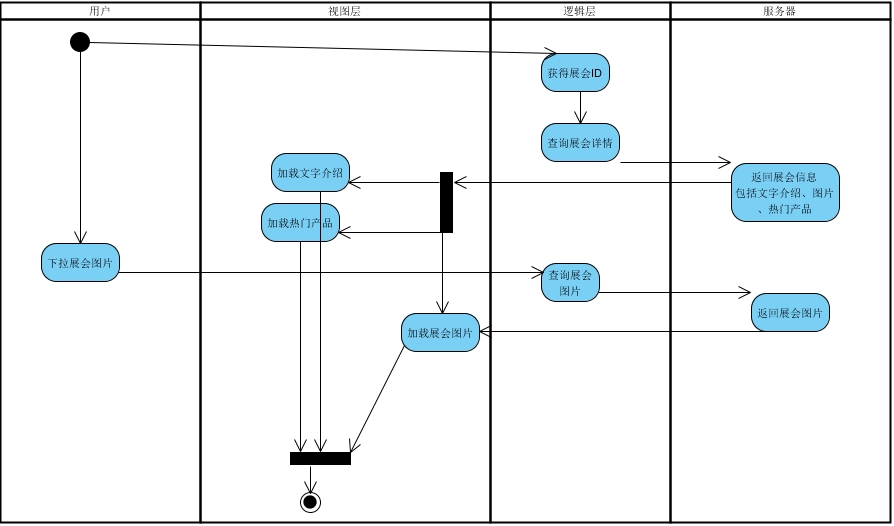 用户
视图层
逻辑层
服务器
获得展会ID
查询展会详情
加载文字介绍
返回展会信息
包括文字介绍、图片
、热门产品
加载热门产品
下拉展会图片
查询展会
图片
返回展会图片
加载展会图片